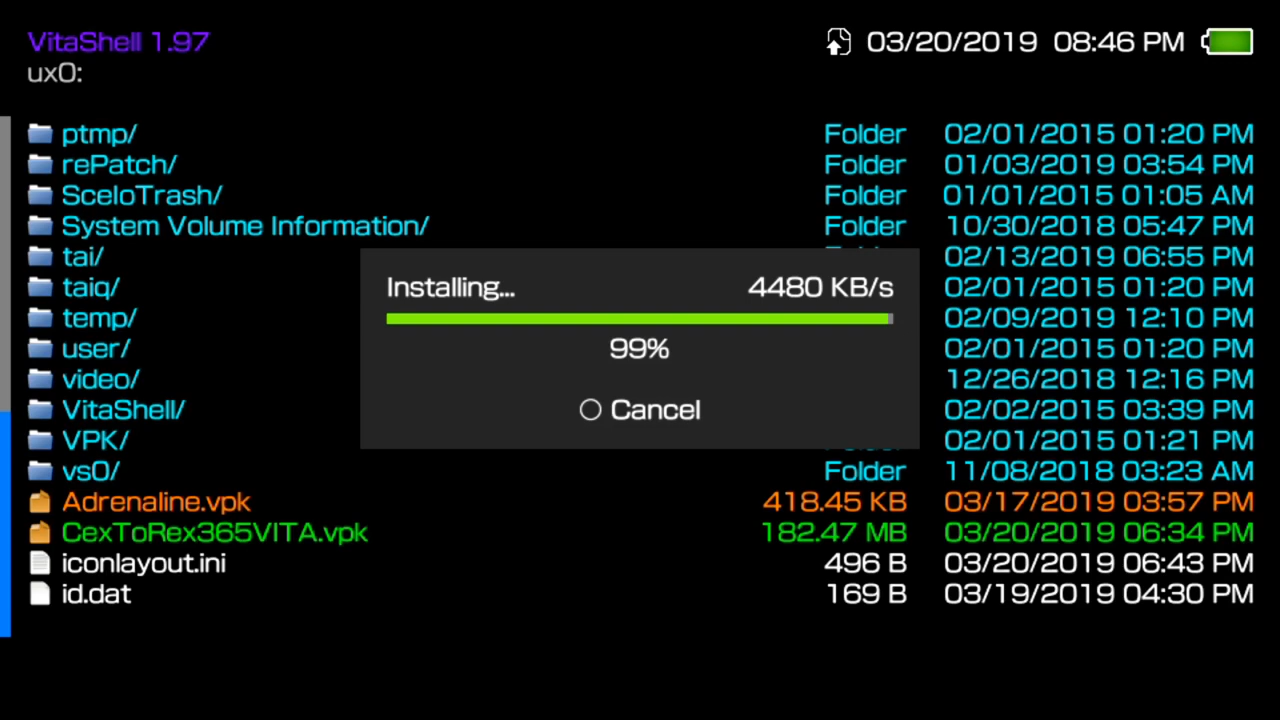 VitaShell 1.97 03/20/2019 08:46 PM
ux0:
ptmp/ Folder 02/01/2015 01:20 PM
rePatch/ Folder 01/03/2019 03:54 PM
SceIoTrash/ Folder 01/01/2015 01:05 AM
System Volume Information/ Folder 10/30/2018 05:47 PM
tai/ 02/13/2019 06:55 PM
taiq/ 02/01/2015 01:20 PM
temp/ 02/09/2019 12:10 PM
user/ 02/01/2015 01:20 PM
video/ 12/26/2018 12:16 PM
VitaShell/ 02/02/2015 03:39 PM
VPK/ 02/01/2015 01:21 PM
vs0/ Folder 11/08/2018 03:23 AM
Adrenaline.vpk 418.45 KB 03/17/2019 03:57 PM
CexToRex365VITA.vpk 182.47 MB 03/20/2019 06:34 PM
iconlayout.ini 496 B 03/20/2019 06:43 PM
id.dat 169 B 03/19/2019 04:30 PM
Installing... 4480 KB/s
99%
Cancel